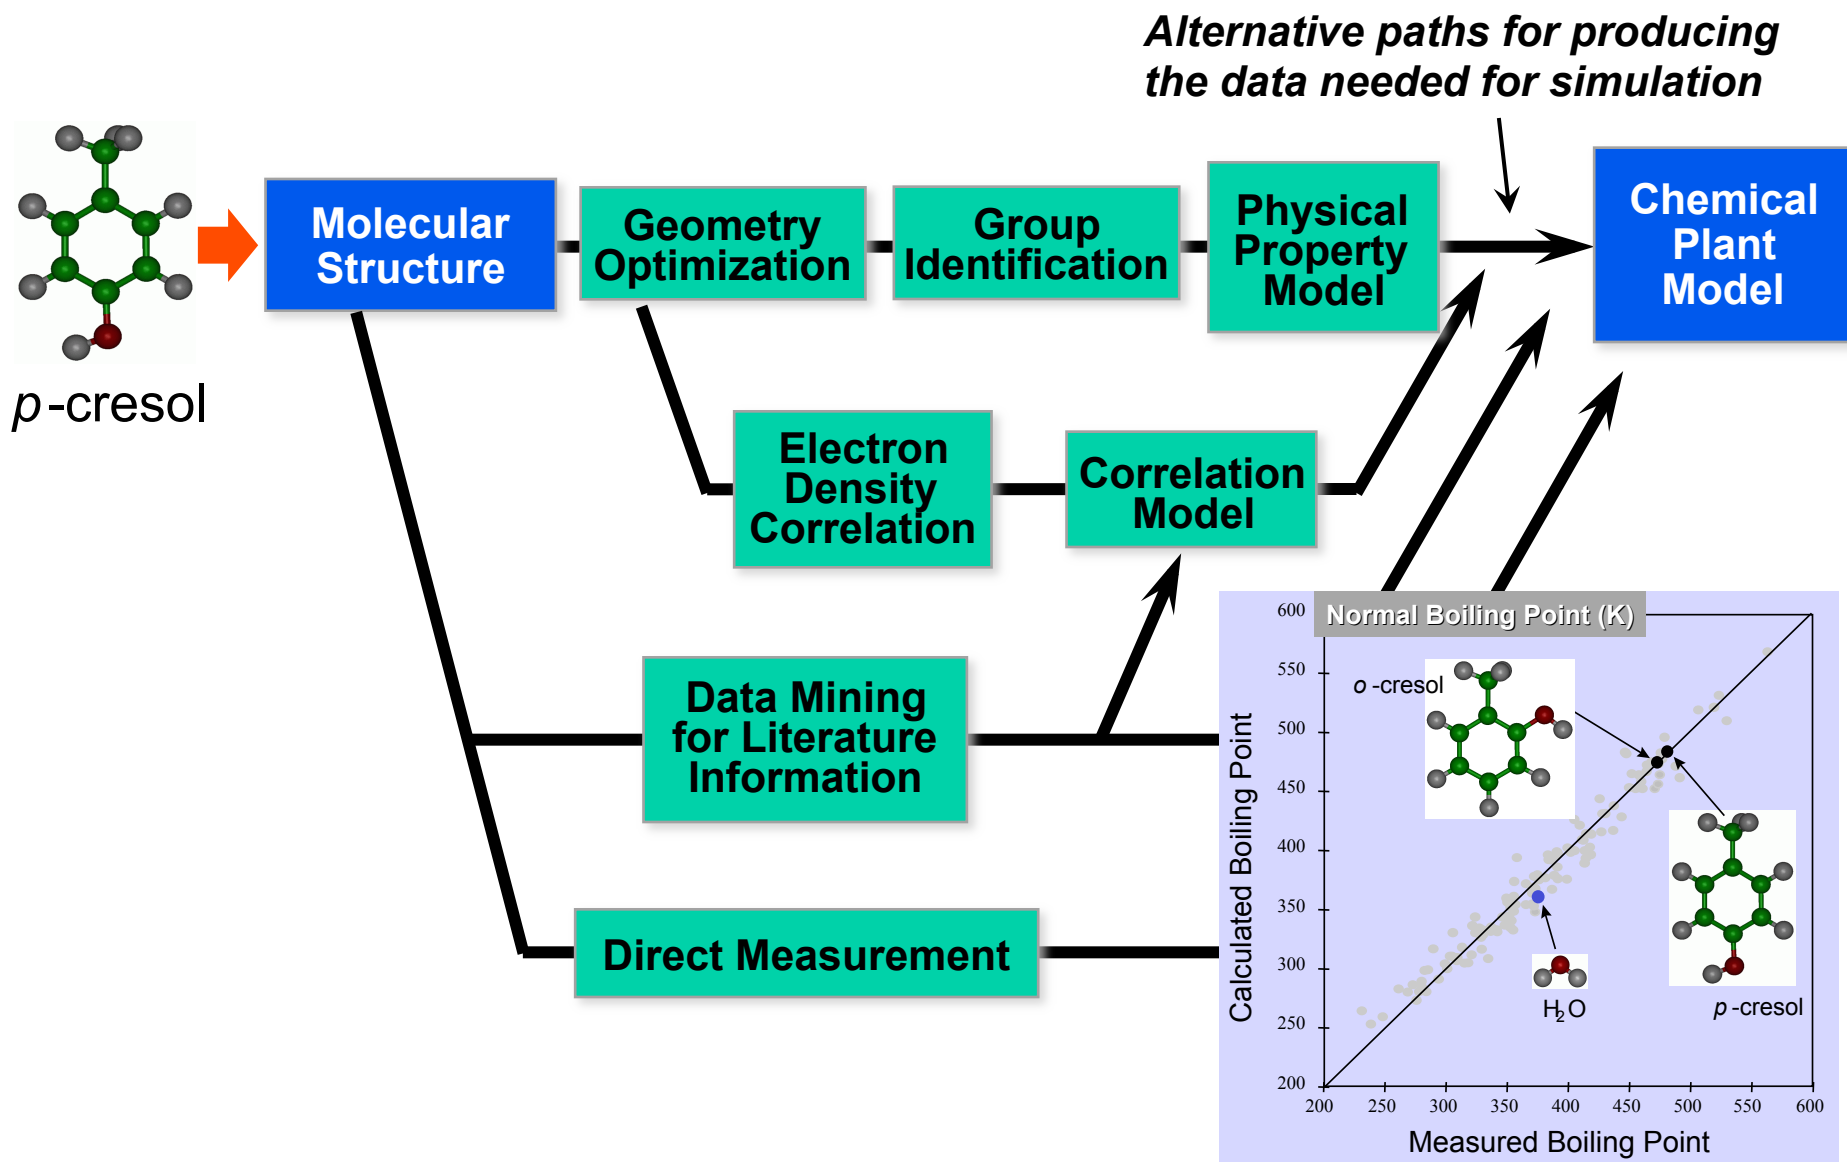 Alternative paths for producing
the data needed for simulation
p-cresol
Molecular
Structure
Geometry
Optimization
Group
Identification
Physical
Property
Model
Chemical
Plant
Model
Electron
Density
Correlation
Correlation
Model
Data Mining
for Literature
Information
Direct Measurement
Normal Boiling Point (K)
Calculated Boiling Point
600
550
500
450
400
350
300
250
200
o-cresol
H₂O
p-cresol
200 250 300 350 400 450 500 550 600
Measured Boiling Point